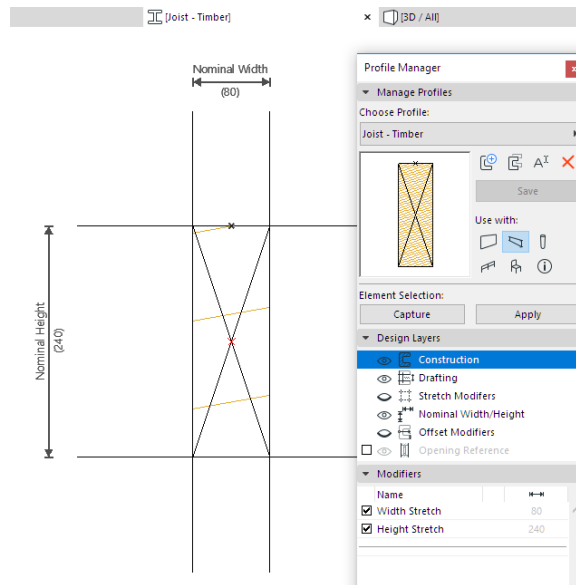 [Joist - Timber]
[3D / All]
Nominal Width
(80)
Nominal Height
(240)
Profile Manager
Manage Profiles
Choose Profile:
Joist - Timber
Save
Use with:
Element Selection:
Capture
Apply
Design Layers
Construction
Drafting
Stretch Modifers
Nominal Width/Height
Offset Modifiers
Opening Reference
Modifiers
Name
Width Stretch 80
Height Stretch 240